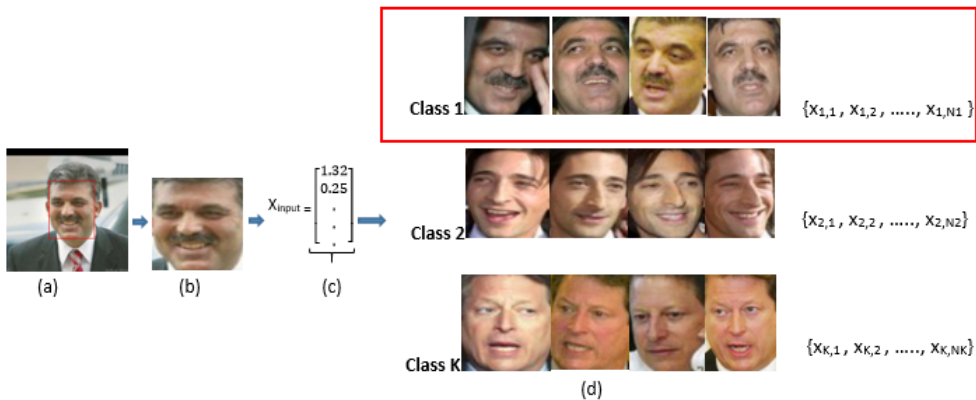 Class 1
{x1,1 , x1,2 , ....., x1,N1 }
Xinput =
1.32
0.25
.
.
.
Class 2
{x2,1 , x2,2 , ....., x2,N2}
(a)
(b)
(c)
Class K
{xK,1 , xK,2 , ....., xK,NK}
(d)